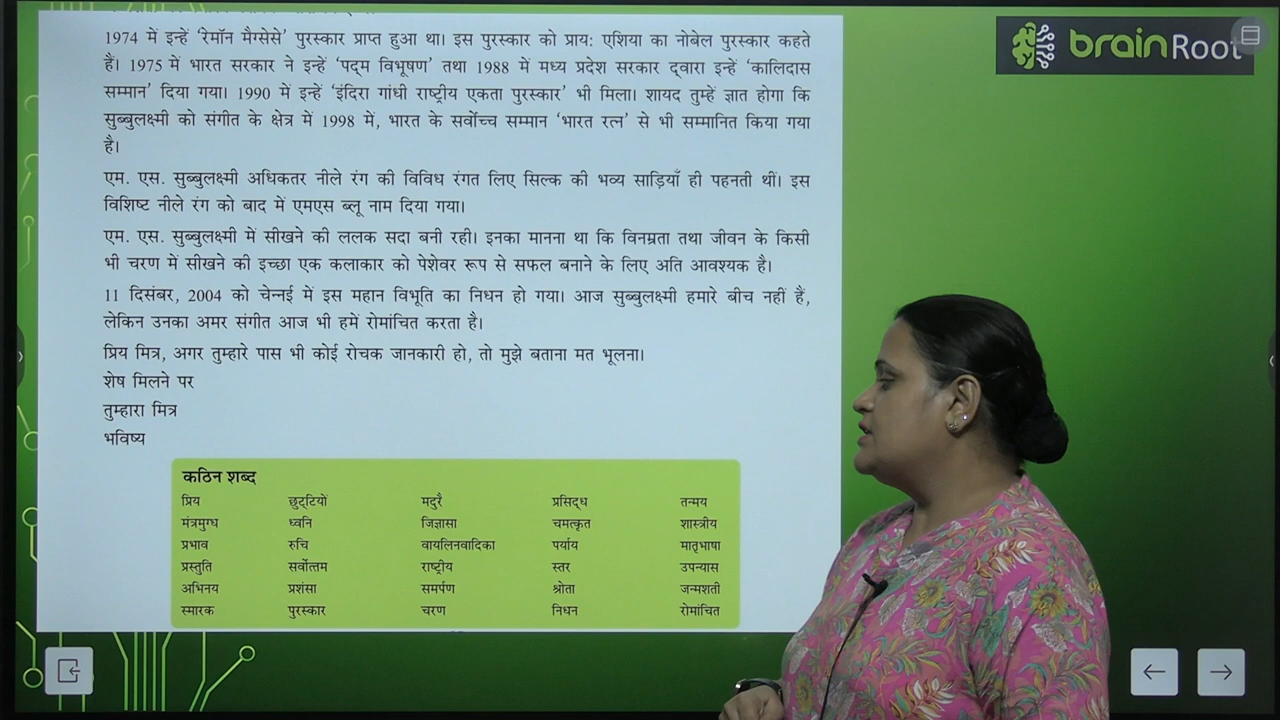 1974 में इन्हें ‘रेमॉन मैग्सेसे’ पुरस्कार प्राप्त हुआ था। इस पुरस्कार को प्राय: एशिया का नोबेल पुरस्कार कहते
हैं। 1975 में भारत सरकार ने इन्हें ‘पद्म विभूषण’ तथा 1988 में मध्य प्रदेश सरकार द्वारा इन्हें ‘कालिदास
सम्मान’ दिया गया। 1990 में इन्हें ‘इंदिरा गांधी राष्ट्रीय एकता पुरस्कार’ भी मिला। शायद तुम्हें ज्ञात होगा कि
सुब्बुलक्ष्मी को संगीत के क्षेत्र में 1998 में, भारत के सर्वोच्च सम्मान ‘भारत रत्न’ से भी सम्मानित किया गया
है।
एम. एस. सुब्बुलक्ष्मी अधिकतर नीले रंग की विविध रंगत लिए सिल्क की भव्य साड़ियाँ ही पहनती थीं। इस
विशिष्ट नीले रंग को बाद में एमएस ब्लू नाम दिया गया।
एम. एस. सुब्बुलक्ष्मी में सीखने की ललक सदा बनी रही। इनका मानना था कि विनम्रता तथा जीवन के किसी
भी चरण में सीखने की इच्छा एक कलाकार को पेशेवर रूप से सफल बनाने के लिए अति आवश्यक है।
11 दिसंबर, 2004 को चेन्नई में इस महान विभूति का निधन हो गया। आज सुब्बुलक्ष्मी हमारे बीच नहीं हैं,
लेकिन उनका अमर संगीत आज भी हमें रोमांचित करता है।
प्रिय मित्र, अगर तुम्हारे पास भी कोई रोचक जानकारी हो, तो मुझे बताना मत भूलना।
शेष मिलने पर
तुम्हारा मित्र
भविष्य
कठिन शब्द
प्रिय छुट्टियों मदुरै प्रसिद्ध तन्मय
मंत्रमुग्ध ध्वनि जिज्ञासा चमत्कृत शास्त्रीय
प्रभाव रुचि वायलिनवादिका पर्याय मातृभाषा
प्रस्तुति सर्वोत्तम राष्ट्रीय स्तर उपन्यास
अभिनय प्रशंसा समर्पण श्रोता जन्मशती
स्मारक पुरस्कार चरण निधन रोमांचित
brain Root